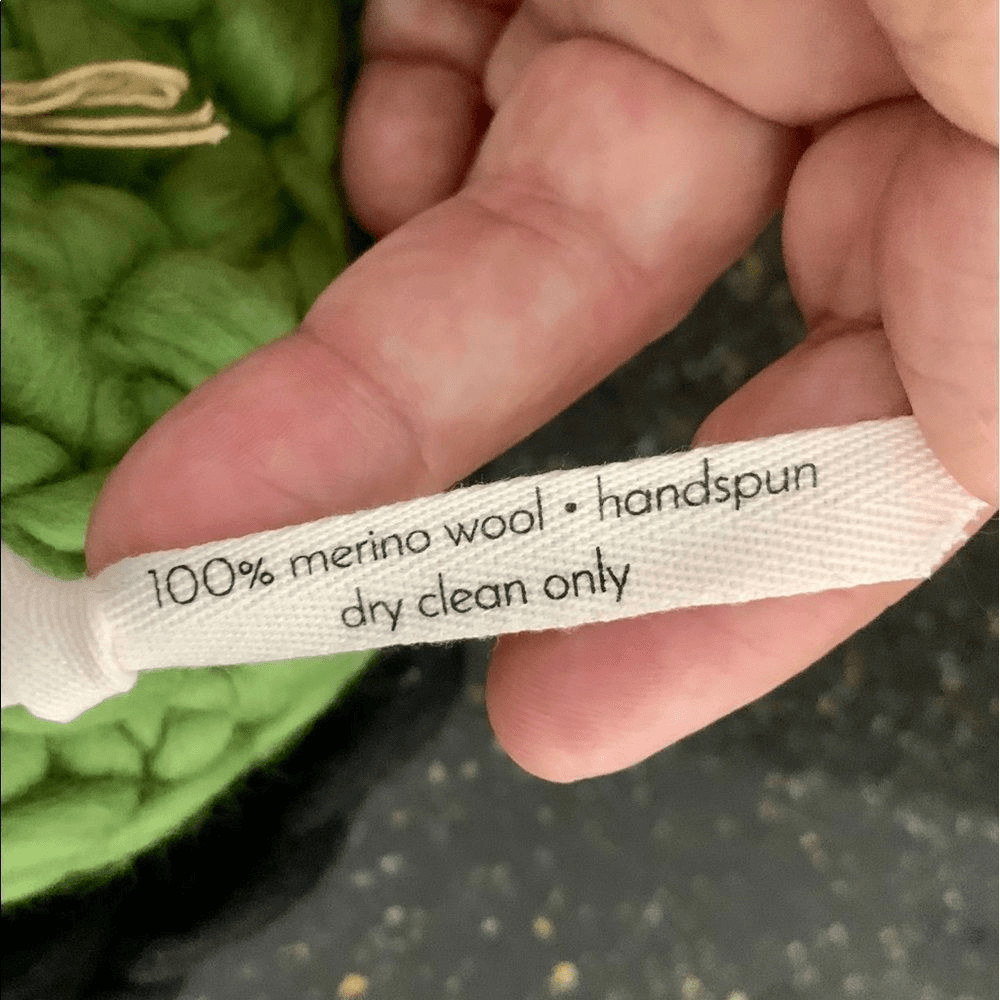 100% merino wool • handspun
dry clean only